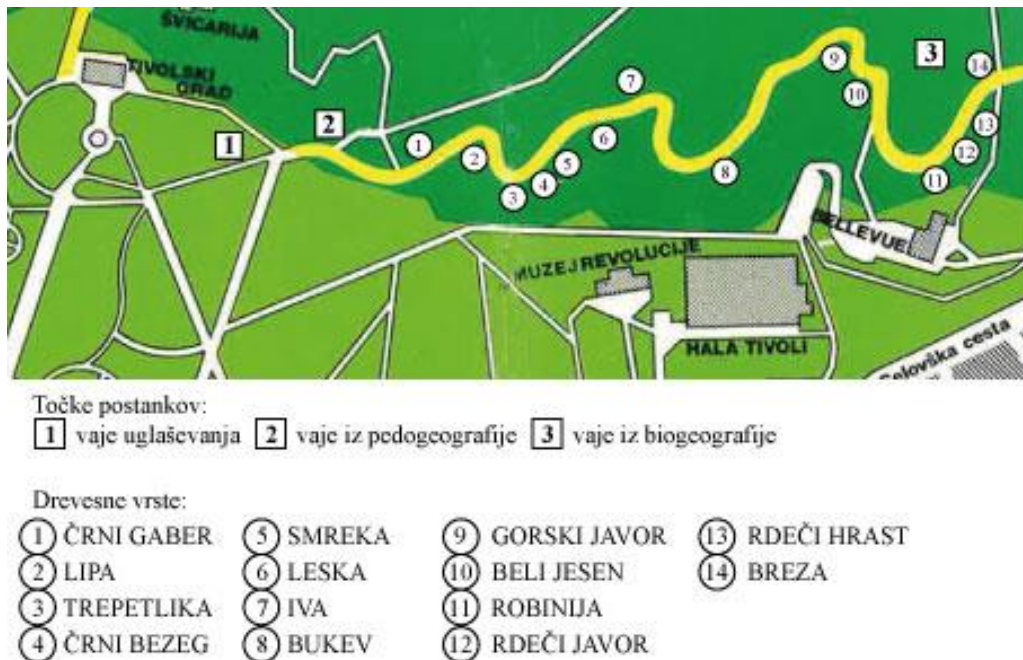 ŠVICARIJA
TIVOLSKI
GRAD
3
14
7
9
10
2
1
1
13
6
12
2
5
8
4
11
3
BELLEVUE
MUZEJ REVOLUCIJE
HALA TIVOLI
Celovška cesta
Točke postankov:
1 vaje uglaševanja 2 vaje iz pedogeografije 3 vaje iz biogeografije
Drevesne vrste:
1 ČRNI GABER 5 SMREKA 9 GORSKI JAVOR 13 RDEČI HRAST
2 LIPA 6 LESKA 10 BELI JESEN 14 BREZA
3 TREPETLIKA 7 IVA 11 ROBINIJA
4 ČRNI BEZEG 8 BUKEV 12 RDEČI JAVOR